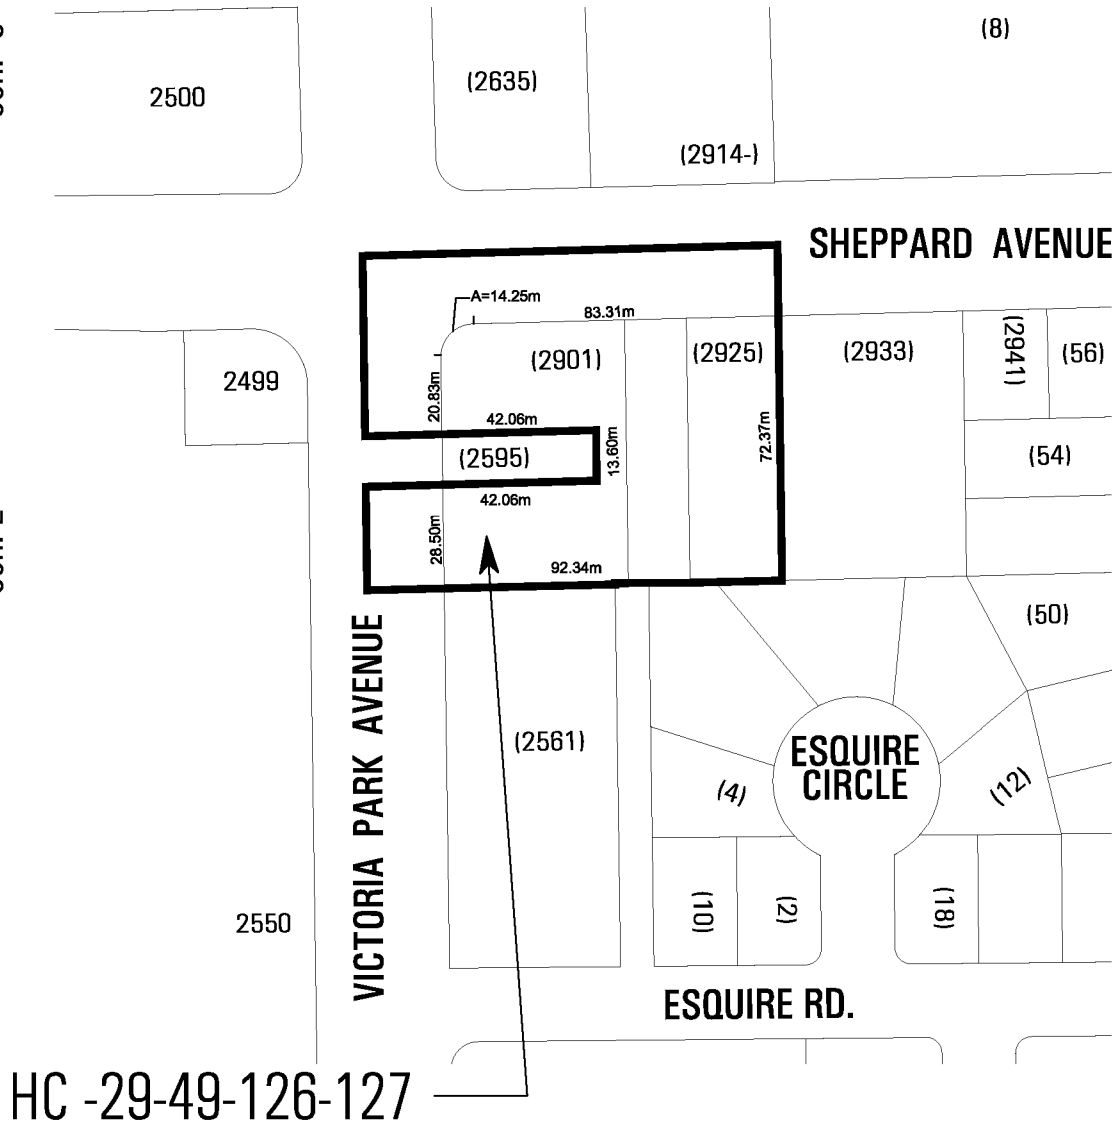 (8)
2500
(2635)
(2914-)
SHEPPARD AVENUE
A=14.25m
83.31m
(2901)
(2925)
(2933)
(2941)
(56)
2499
20.83m
42.06m
13.60m
72.37m
(2595)
(54)
42.06m
28.50m
92.34m
(50)
VICTORIA PARK AVENUE
(2561)
ESQUIRE
CIRCLE
(4)
(12)
(10)
(2)
(18)
2550
ESQUIRE RD.
HC -29-49-126-127